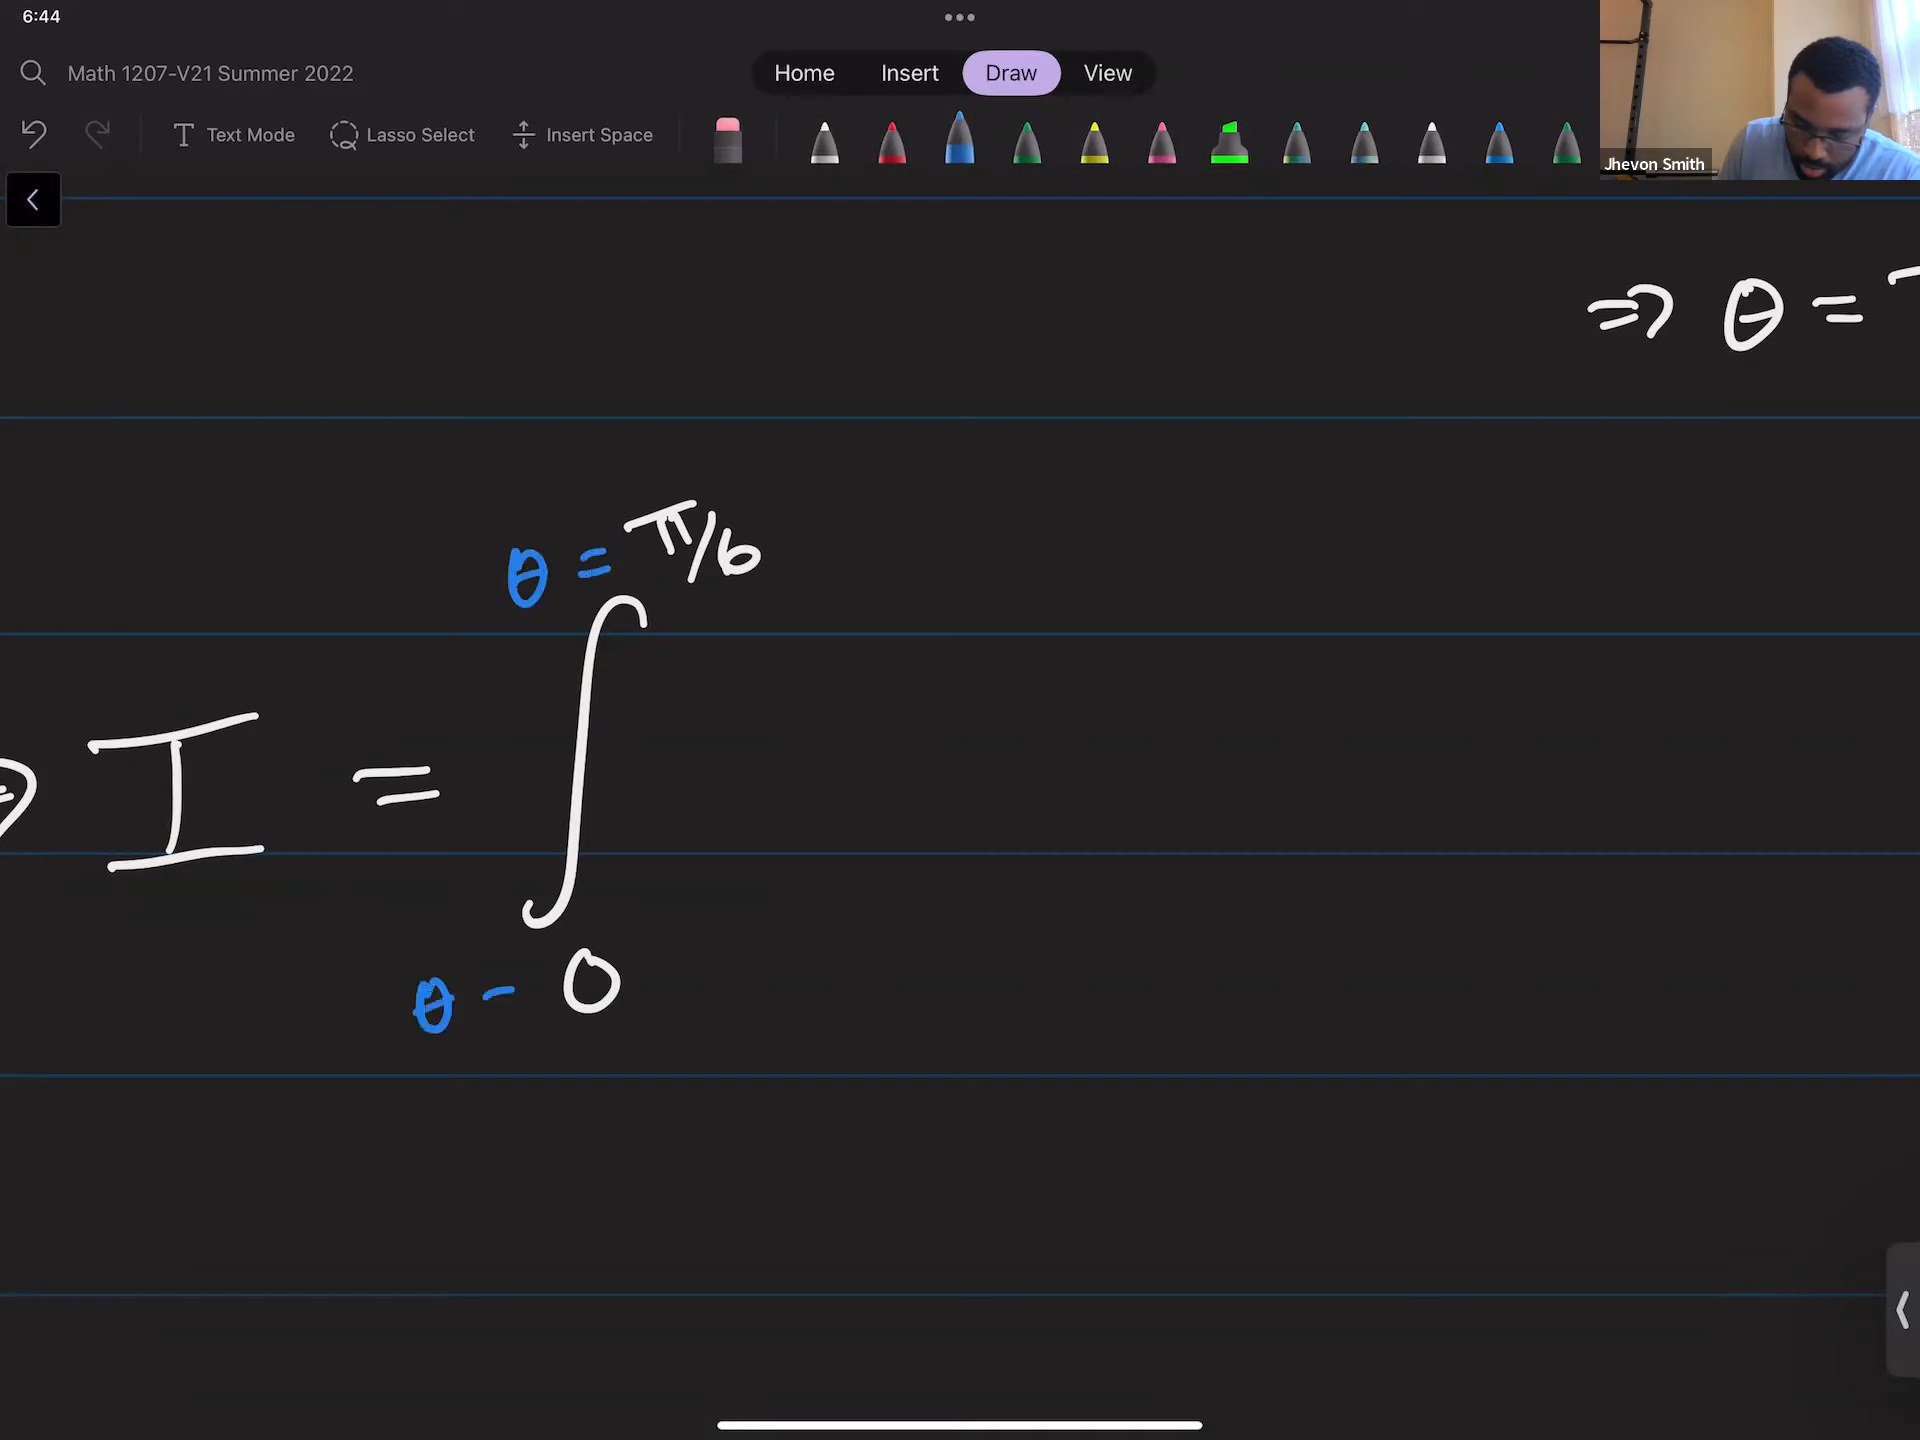 6:44
Math 1207-V21 Summer 2022
Home Insert Draw View
Text Mode Lasso Select Insert Space
Jhevon Smith
⇒ θ =
θ = π/6
I = ∫
θ - 0